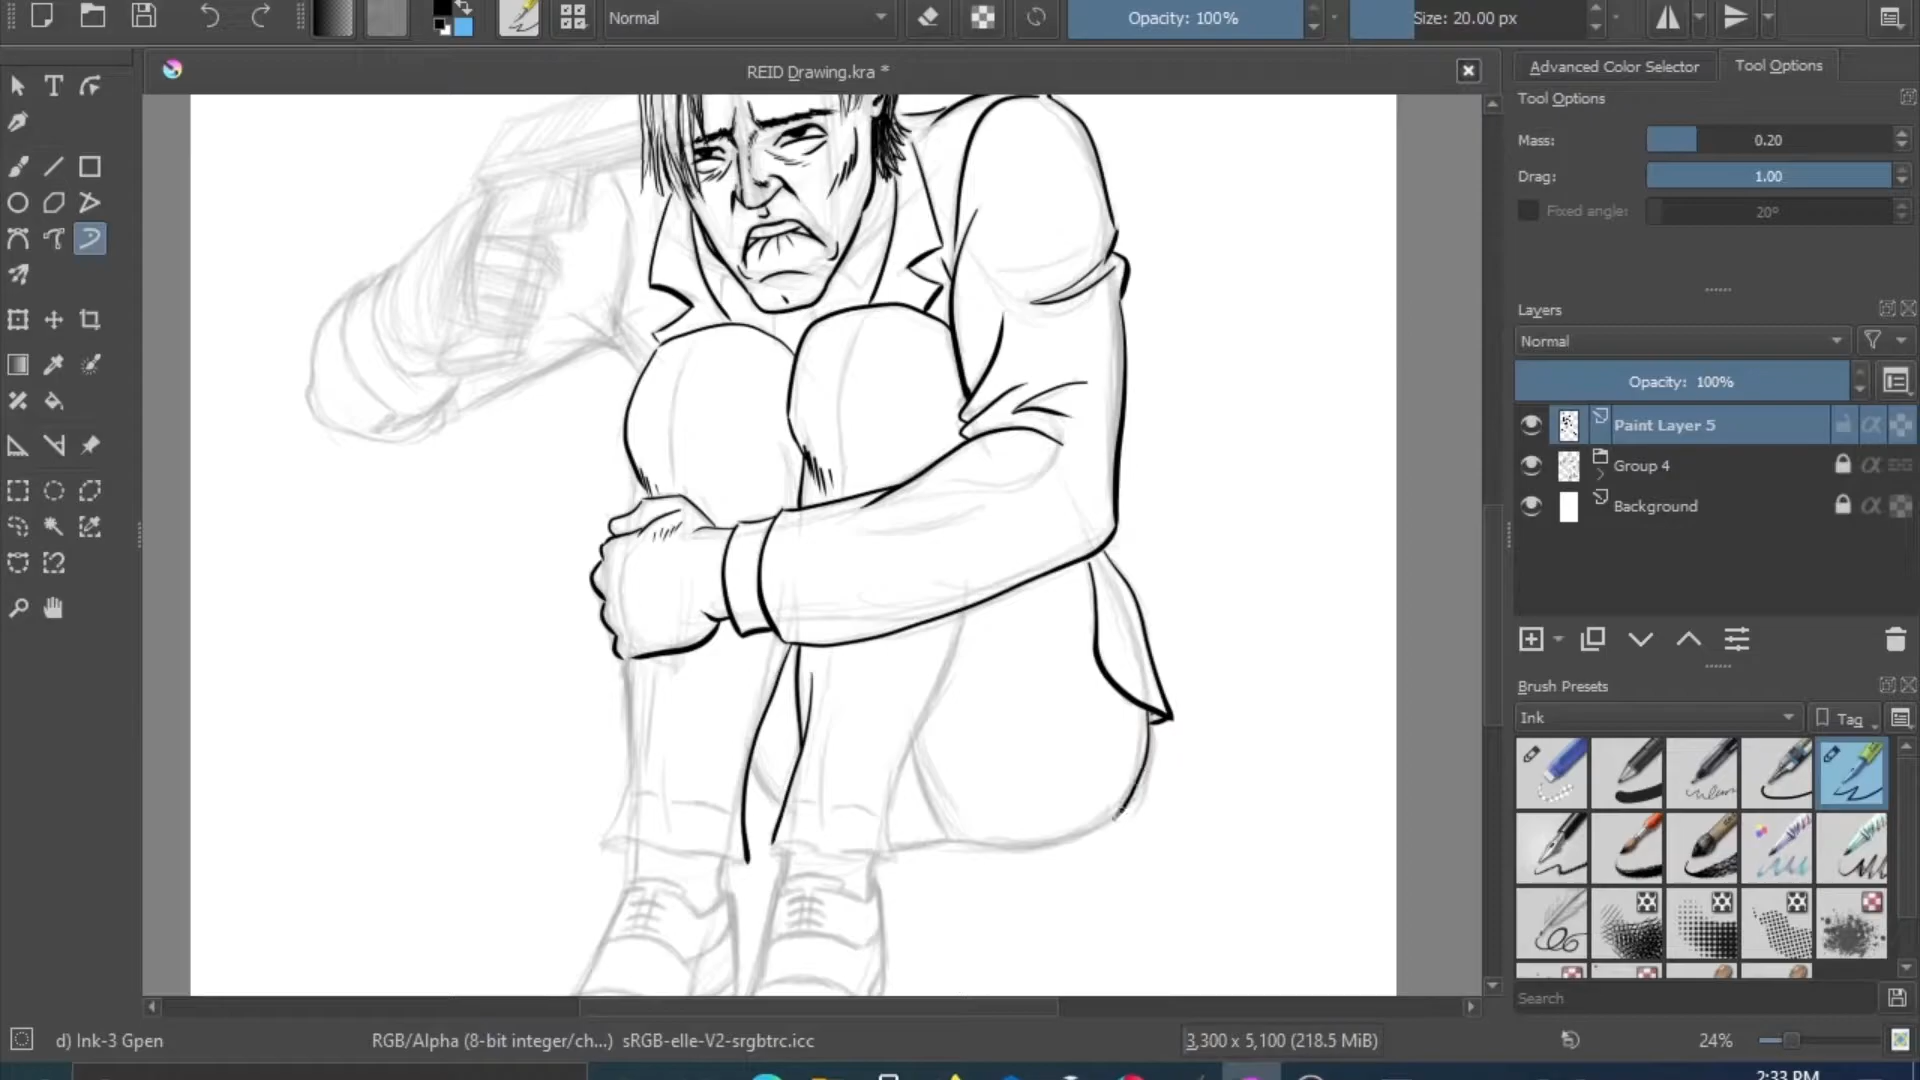 Normal
Opacity: 100%
Size: 20.00 px
REID Drawing.kra *
Advanced Color Selector
Tool Options
Tool Options
Mass:
0.20
Drag:
1.00
Fixed angle:
20º
Layers
Normal
Opacity: 100%
Paint Layer 5
Group 4
Background
Brush Presets
Ink
Tag
Search
d) Ink-3 Gpen
RGB/Alpha (8-bit integer/ch...) sRGB-elle-V2-srgbtrc.icc
3,300 x 5,100 (218.5 MiB)
24%
2:33 PM